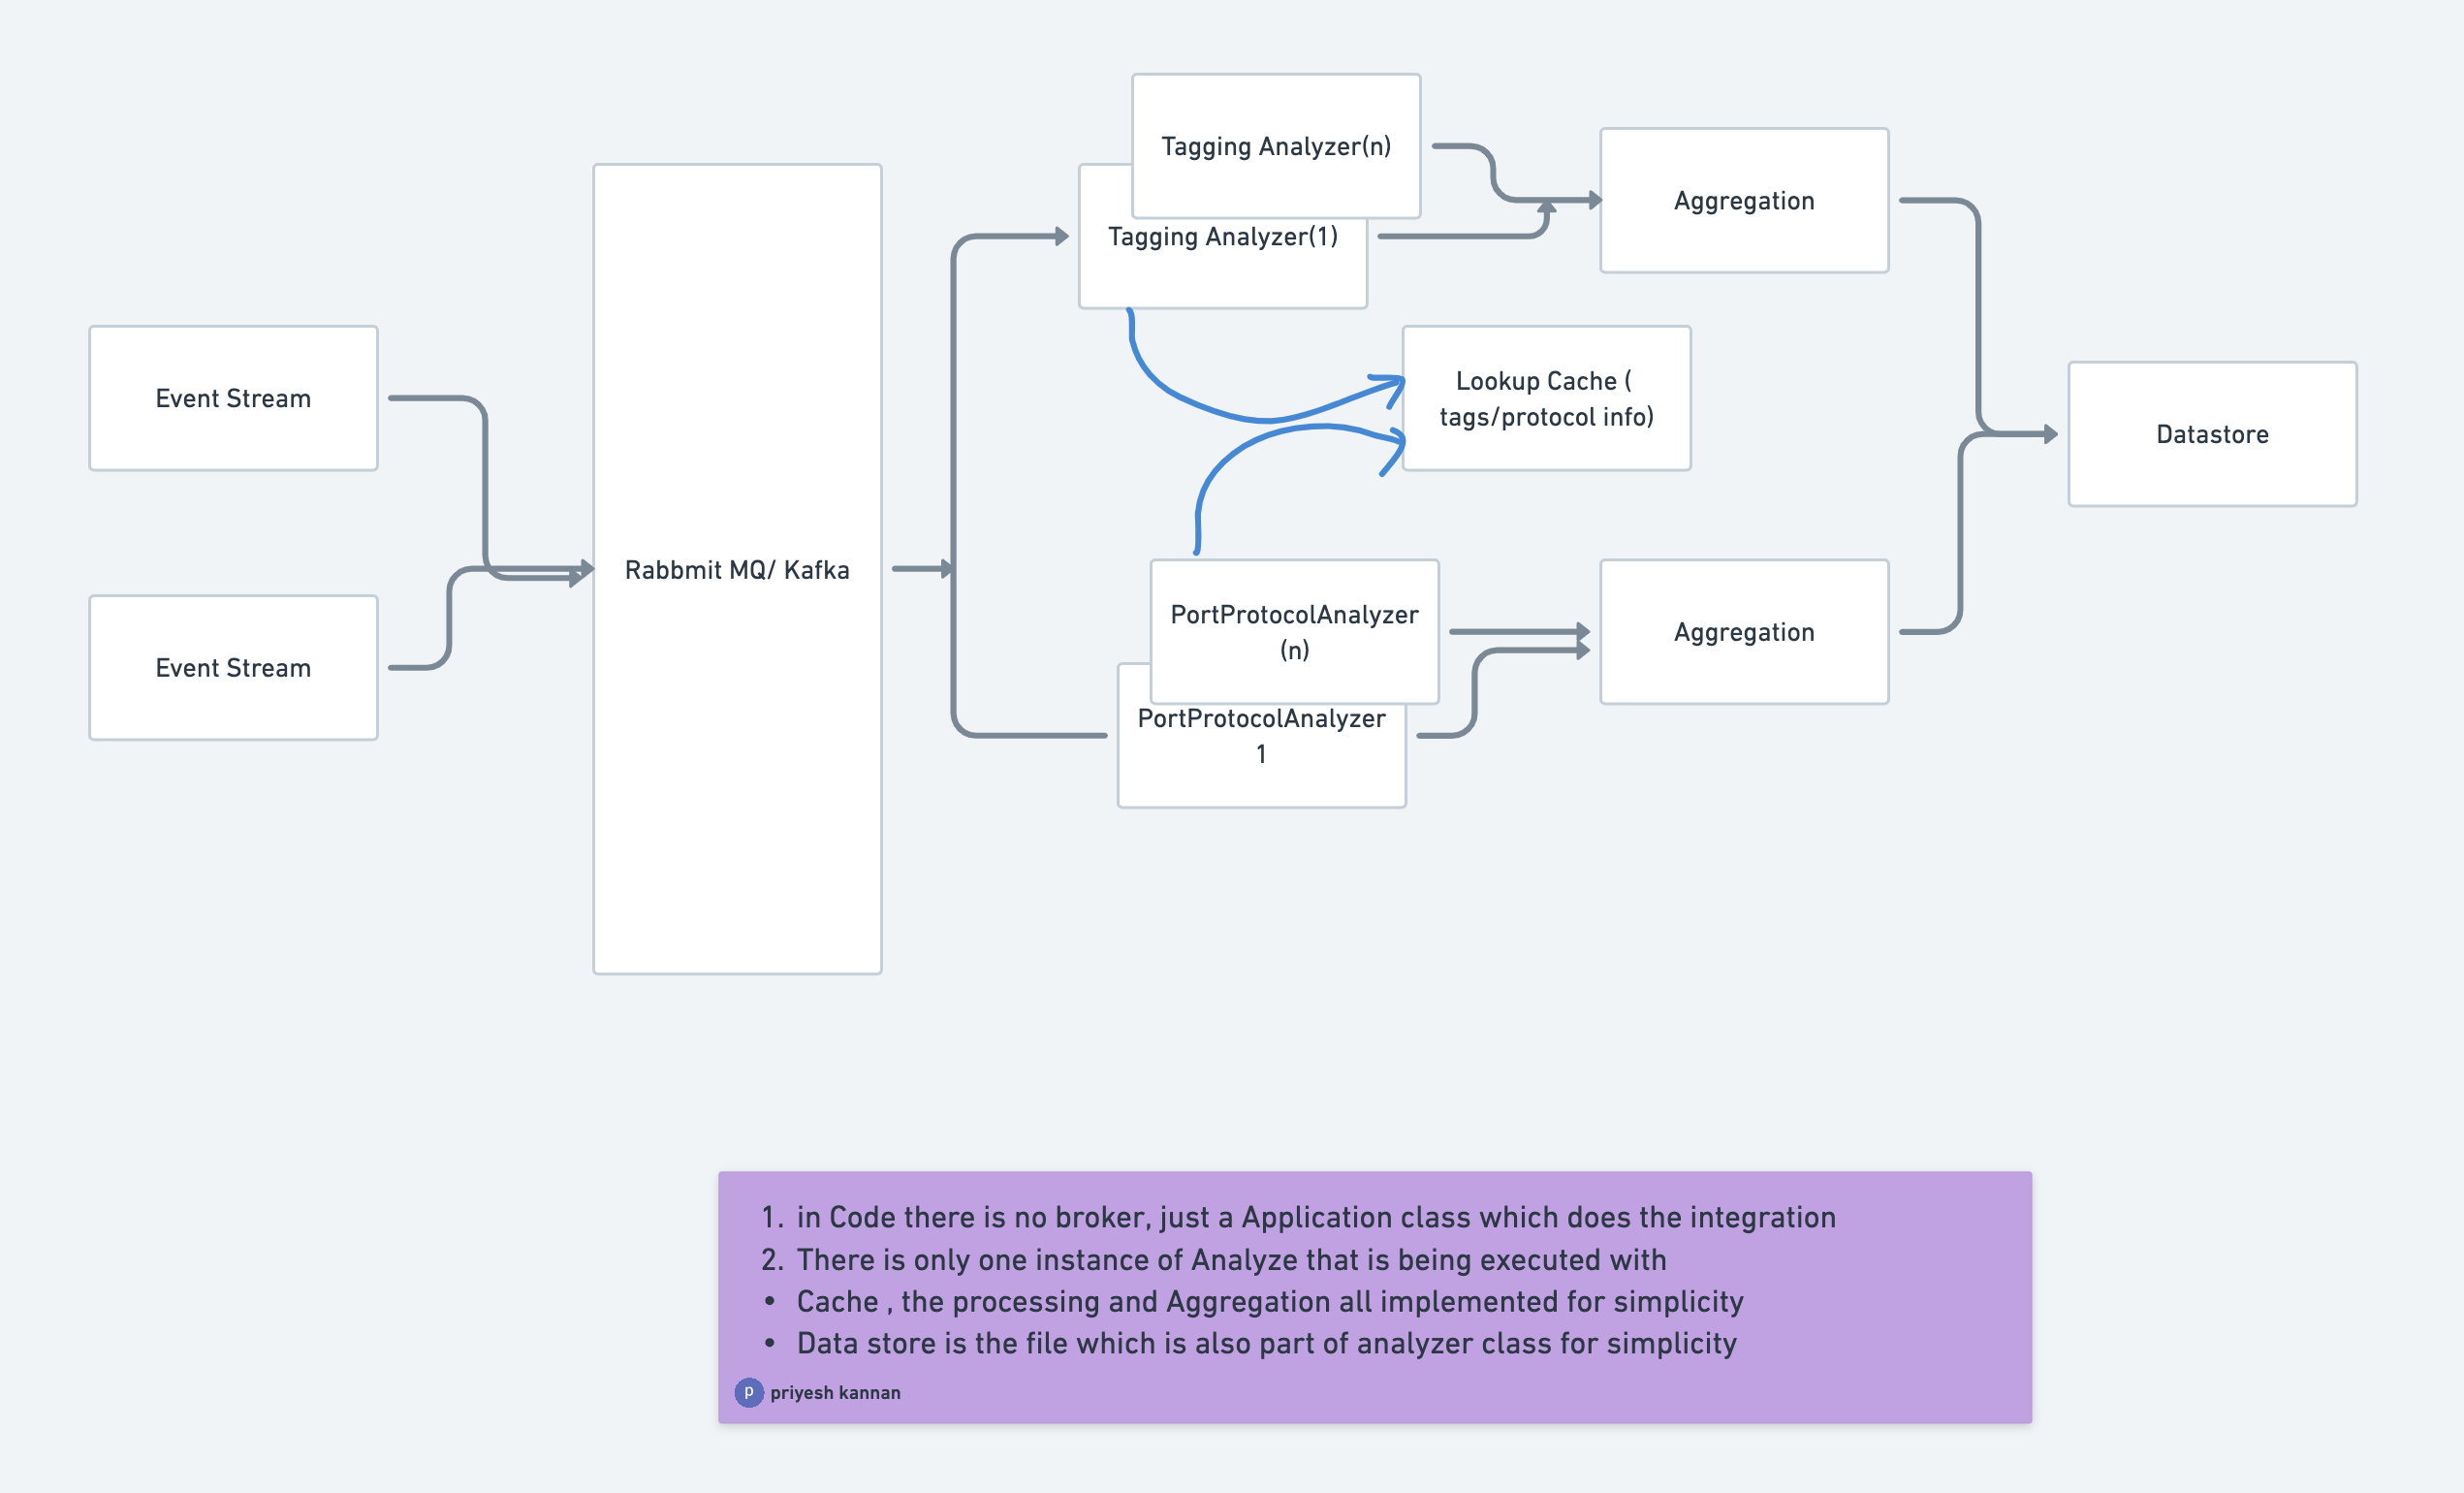 Tagging Analyzer(n)
Tagging Analyzer(1)
Aggregation
Event Stream
Lookup Cache (
tags/protocol info)
Datastore
Rabbmit MQ/ Kafka
Event Stream
PortProtocolAnalyzer
(n)
Aggregation
PortProtocolAnalyzer
1
1. in Code there is no broker, just a Application class which does the integration
2. There is only one instance of Analyze that is being executed with
• Cache , the processing and Aggregation all implemented for simplicity
• Data store is the file which is also part of analyzer class for simplicity
p priyesh kannan